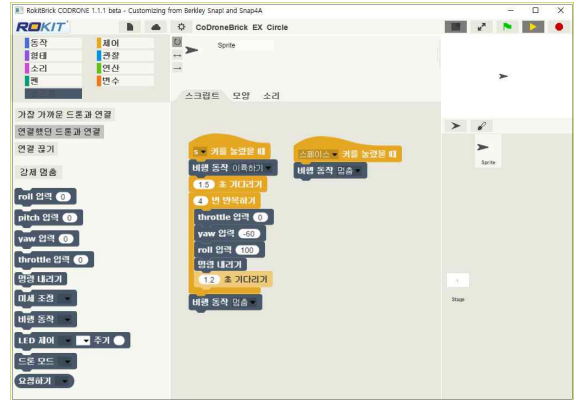 RokitBrick CODRONE 1.1.1 beta - Customizing from Berkley Snap! and Snap4A
ROKIT
CoDroneBrick EX Circle
동작 제어
형태 관찰
소리 연산
펜 변수
Sprite
스크립트 모양 소리
가장 가까운 드론과 연결
연결했던 드론과 연결
연결 끊기
강제 멈춤
roll 입력 0
pitch 입력 0
yaw 입력 0
throttle 입력 0
명령 내리기
미세 조정
비행 동작
LED 제어 주기
드론 모드
요청하기
s 키를 눌렀을 때
비행 동작 이륙하기
1.5 초 기다리기
4 번 반복하기
throttle 입력 0
yaw 입력 -60
roll 입력 100
명령 내리기
1.2 초 기다리기
비행 동작 멈춤
스페이스 키를 눌렀을 때
비행 동작 멈춤
Sprite
Stage